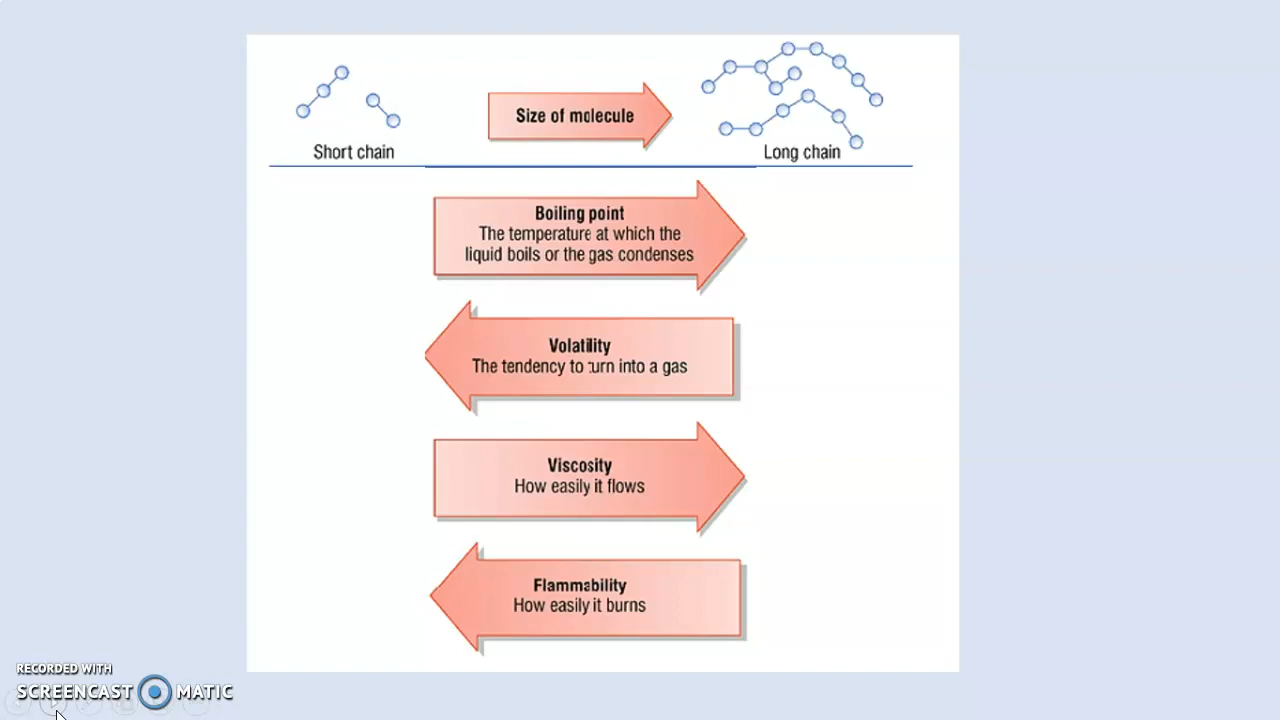 Size of molecule
Short chain
Long chain
Boiling point
The temperature at which the
liquid boils or the gas condenses
Volatility
The tendency to turn into a gas
Viscosity
How easily it flows
Flammability
How easily it burns
RECORDED WITH
SCREENCAST MATIC